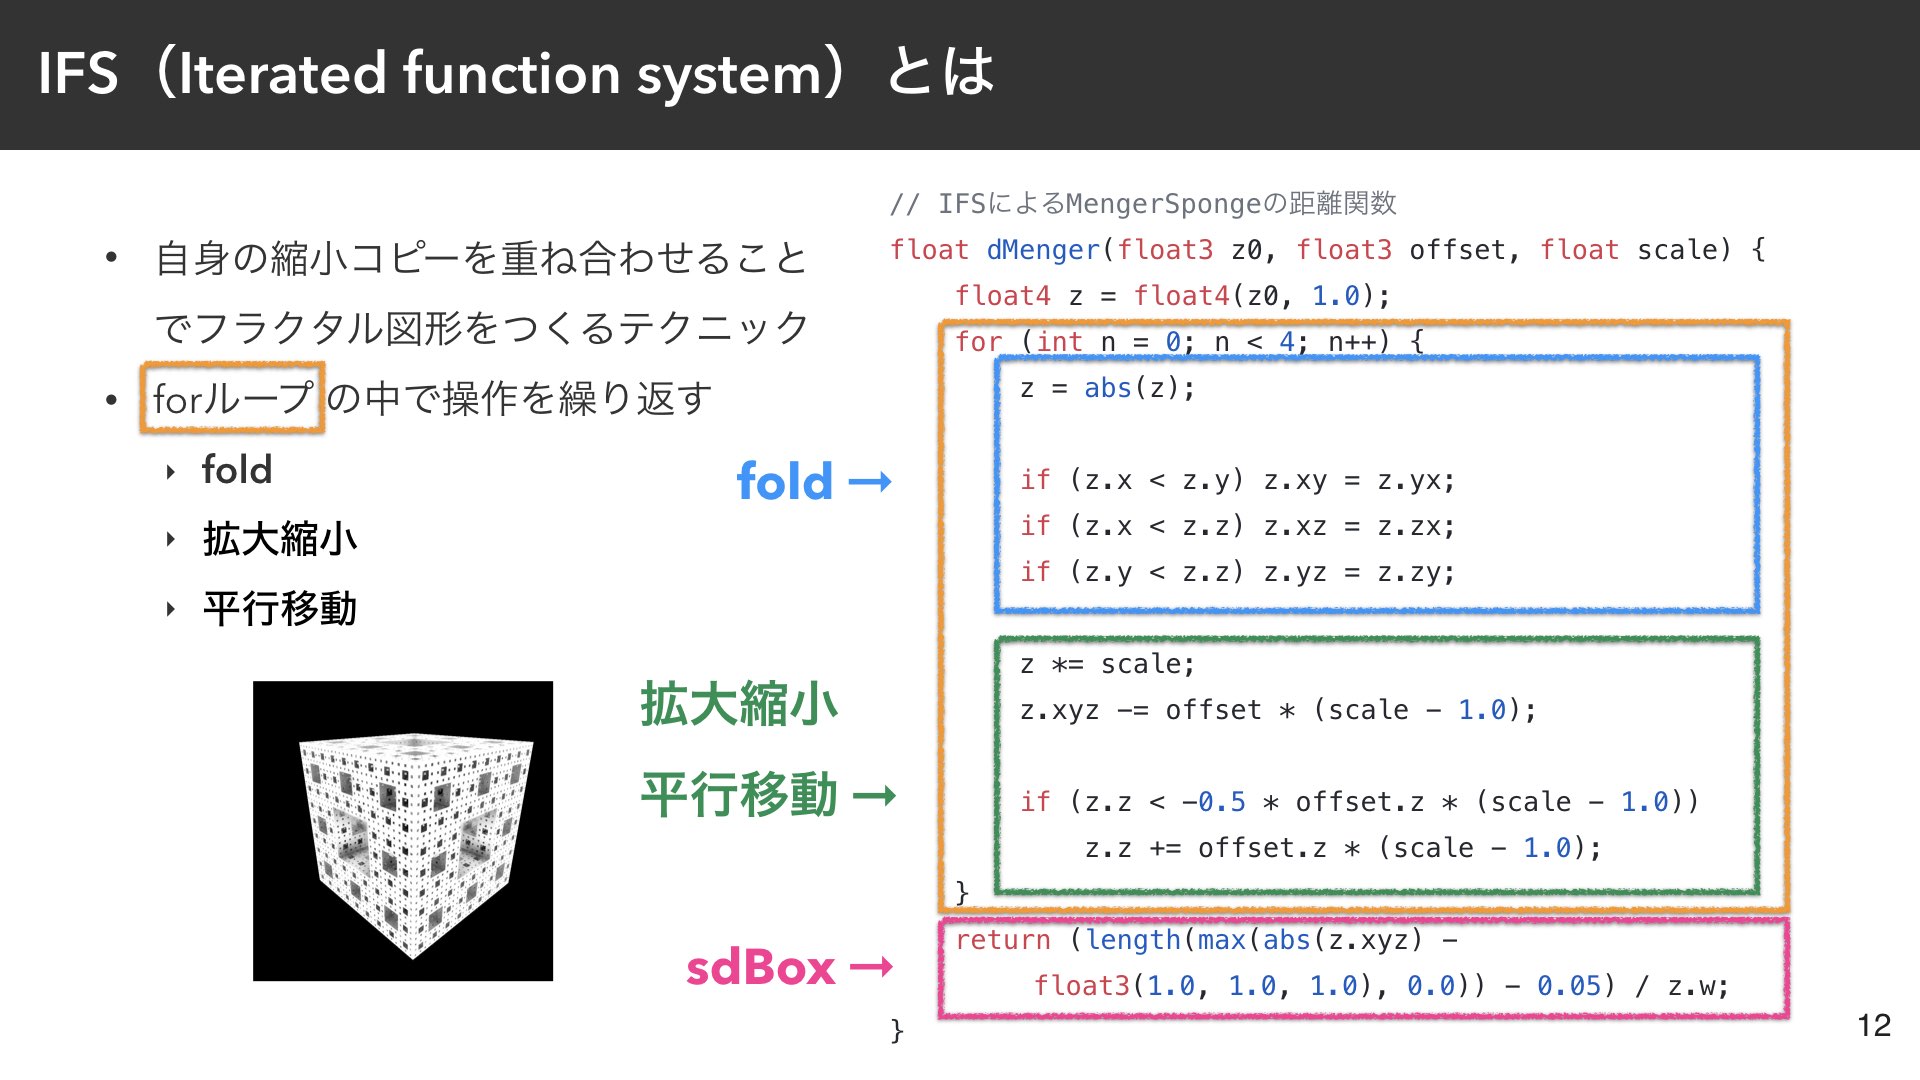 IFS（Iterated function system）とは
• 自身の縮小コピーを重ね合わせること
でフラクタル図形をつくるテクニック
• forループ の中で操作を繰り返す
‣ fold
‣ 拡大縮小
‣ 平行移動
fold →
拡大縮小
平行移動 →
sdBox →
// IFSによるMengerSpongeの距離関数
float dMenger(float3 z0, float3 offset, float scale) {
    float4 z = float4(z0, 1.0);
    for (int n = 0; n < 4; n++) {
        z = abs(z);
        if (z.x < z.y) z.xy = z.yx;
        if (z.x < z.z) z.xz = z.zx;
        if (z.y < z.z) z.yz = z.zy;
        z *= scale;
        z.xyz -= offset * (scale - 1.0);
        if (z.z < -0.5 * offset.z * (scale - 1.0))
            z.z += offset.z * (scale - 1.0);
    }
    return (length(max(abs(z.xyz) -
         float3(1.0, 1.0, 1.0), 0.0)) - 0.05) / z.w;
}
12